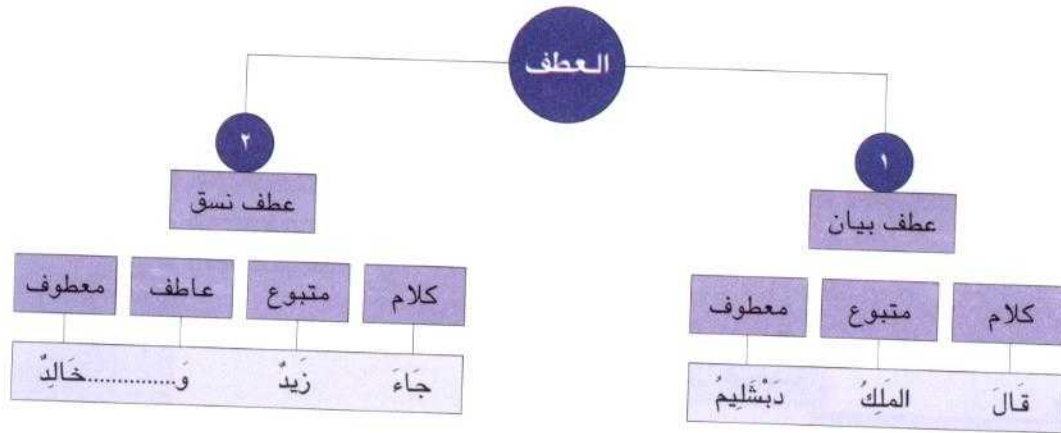 العطف
١
٢
عطف بيان
عطف نسق
كلام متبوع معطوف
قَالَ الملَكِكُ دَبْشَلِيمُ
كلام متبوع عاطف معطوف
جَاءَ زَيدٌ وَ...............خَالِدٌ